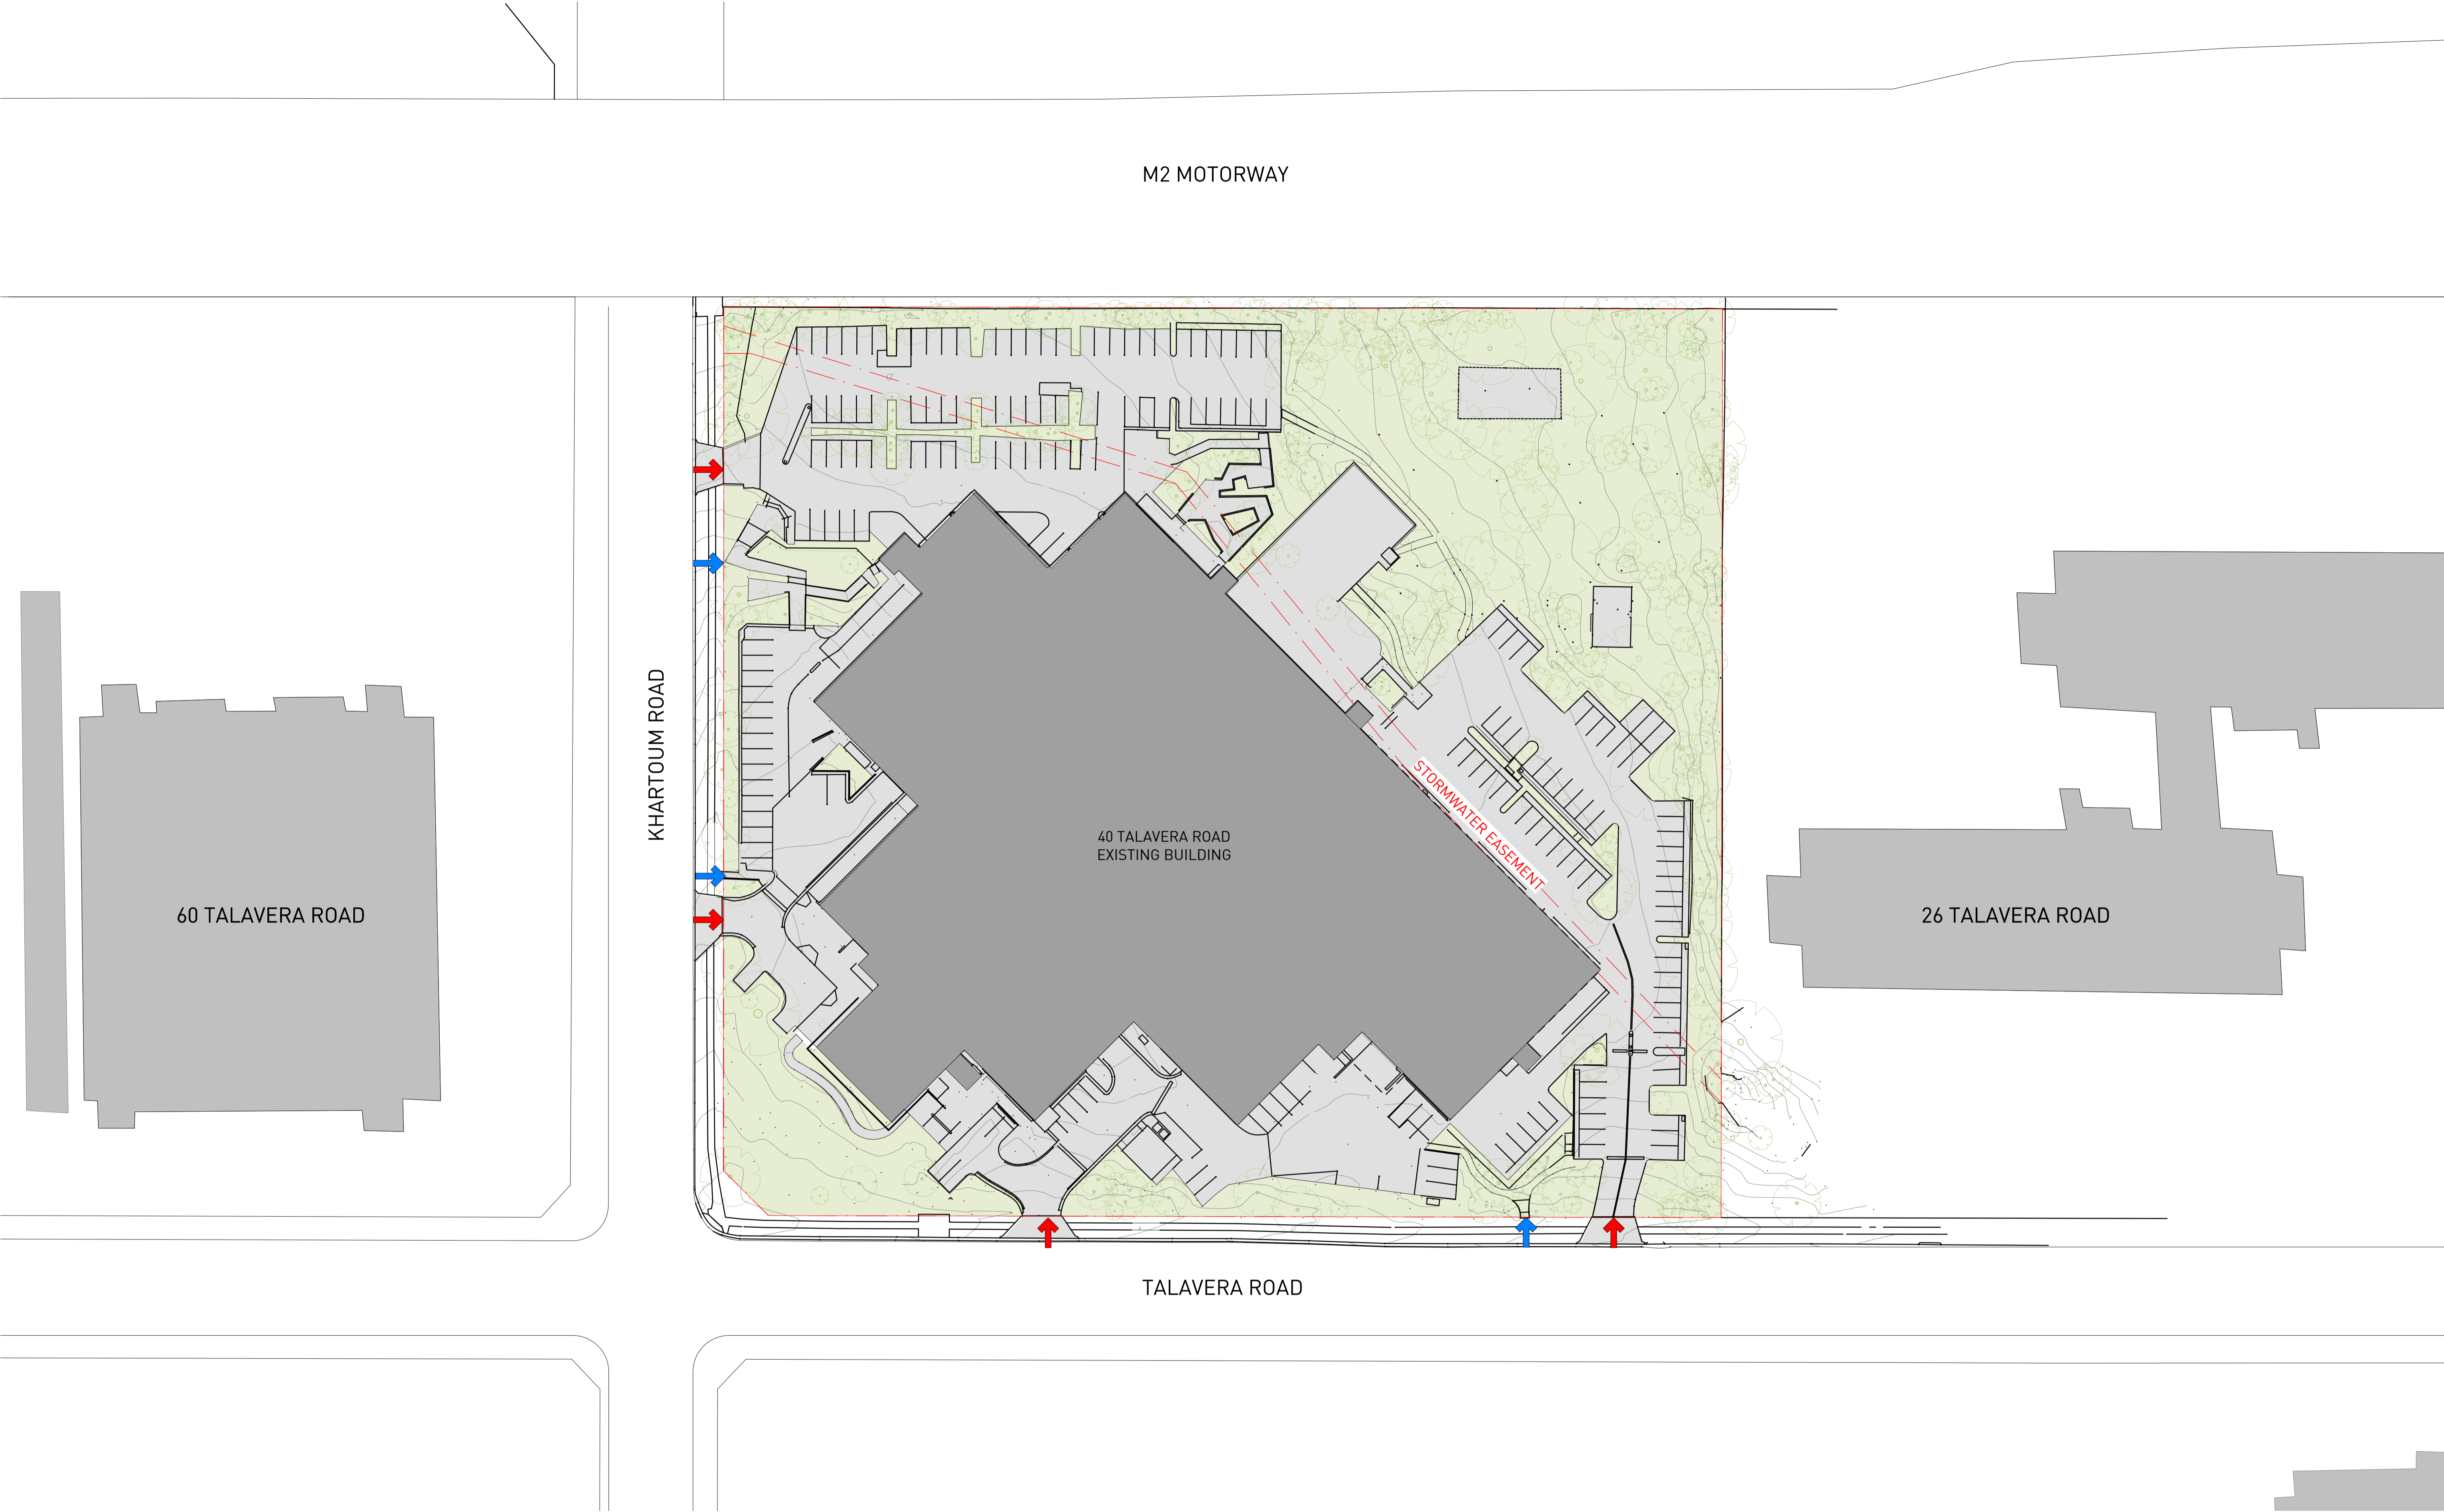 M2 MOTORWAY
KHARTOUM ROAD
STORMWATER EASEMENT
40 TALAVERA ROAD
EXISTING BUILDING
60 TALAVERA ROAD
26 TALAVERA ROAD
TALAVERA ROAD